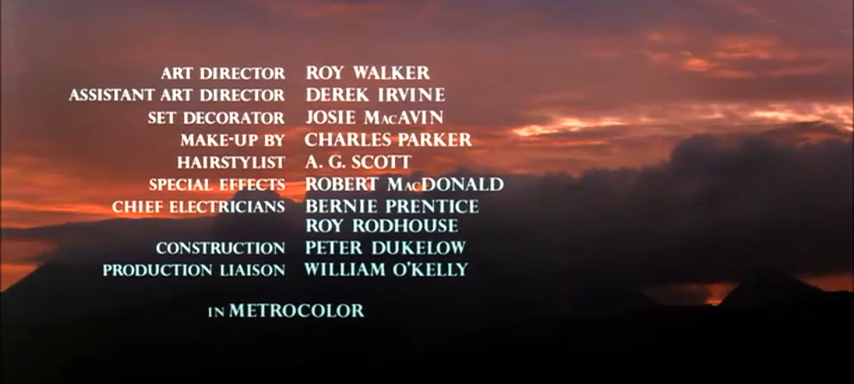 ART DIRECTOR ROY WALKER
ASSISTANT ART DIRECTOR DEREK IRVINE
SET DECORATOR JOSIE MACAVIN
MAKE-UP BY CHARLES PARKER
HAIRSTYLIST A. G. SCOTT
SPECIAL EFFECTS ROBERT MACDONALD
CHIEF ELECTRICIANS BERNIE PRENTICE
ROY RODHOUSE
CONSTRUCTION PETER DUKELOW
PRODUCTION LIAISON WILLIAM O'KELLY
IN METROCOLOR